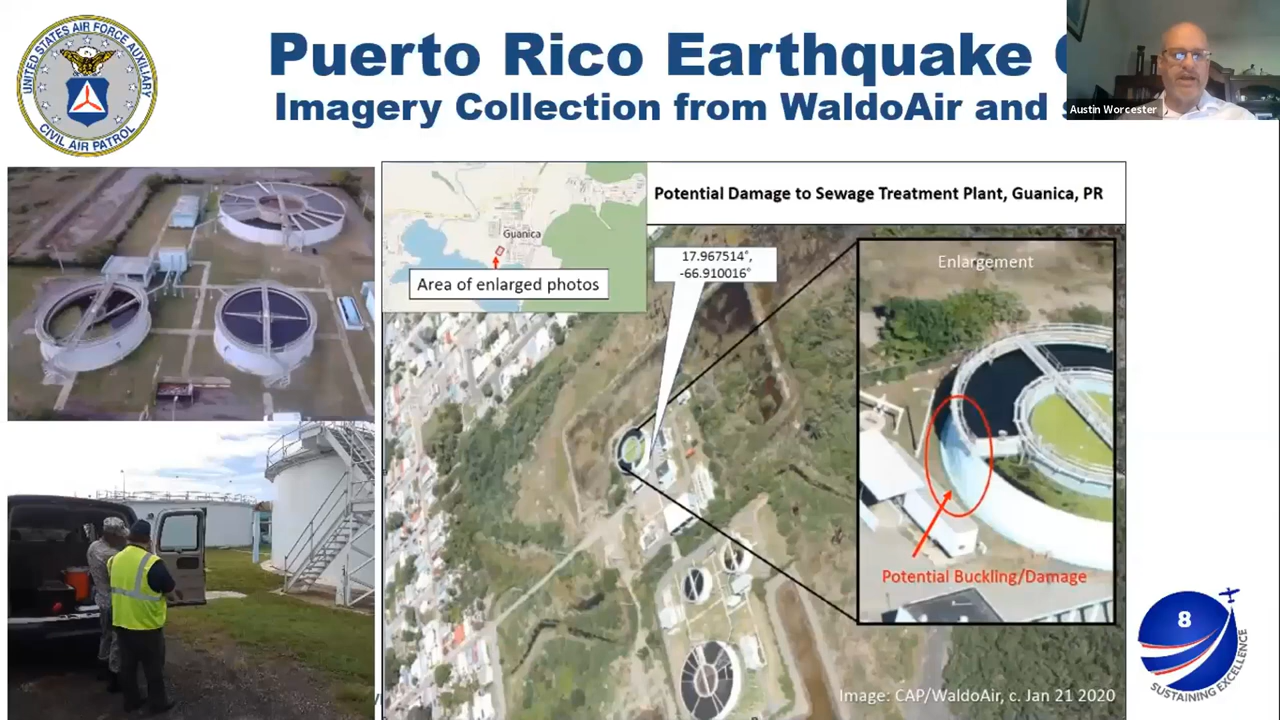 UNITED STATES AIR FORCE AUXILIARY
CIVIL AIR PATROL
Puerto Rico Earthquake
Imagery Collection from WaldoAir and
Austin Worcester
Potential Damage to Sewage Treatment Plant, Guanica, PR
Guanica
Area of enlarged photos
17.967514°,
-66.910016°
Enlargement
Potential Buckling/Damage
Image: CAP/WaldoAir, c. Jan 21 2020
8
SUSTAINING EXCELLENCE